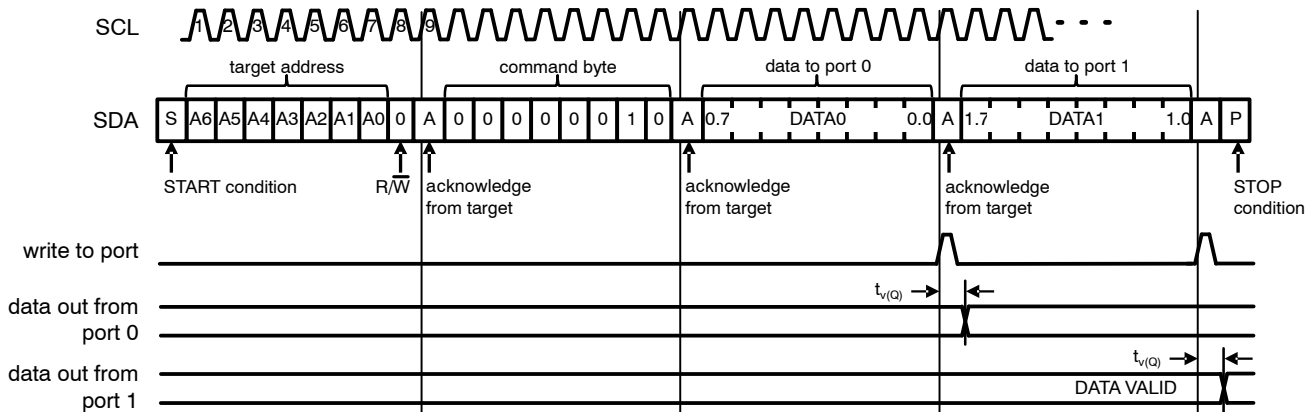 SCL 1 2 3 4 5 6 7 8 9
target address command byte data to port 0 data to port 1
SDA S A6 A5 A4 A3 A2 A1 A0 0 A 0 0 0 0 0 0 1 0 A 0.7 DATA0 0.0 A 1.7 DATA1 1.0 A P
START condition R/W̅ acknowledge from target acknowledge from target acknowledge from target STOP condition
write to port
tv(Q)
data out from port 0
tv(Q)
data out from port 1
DATA VALID